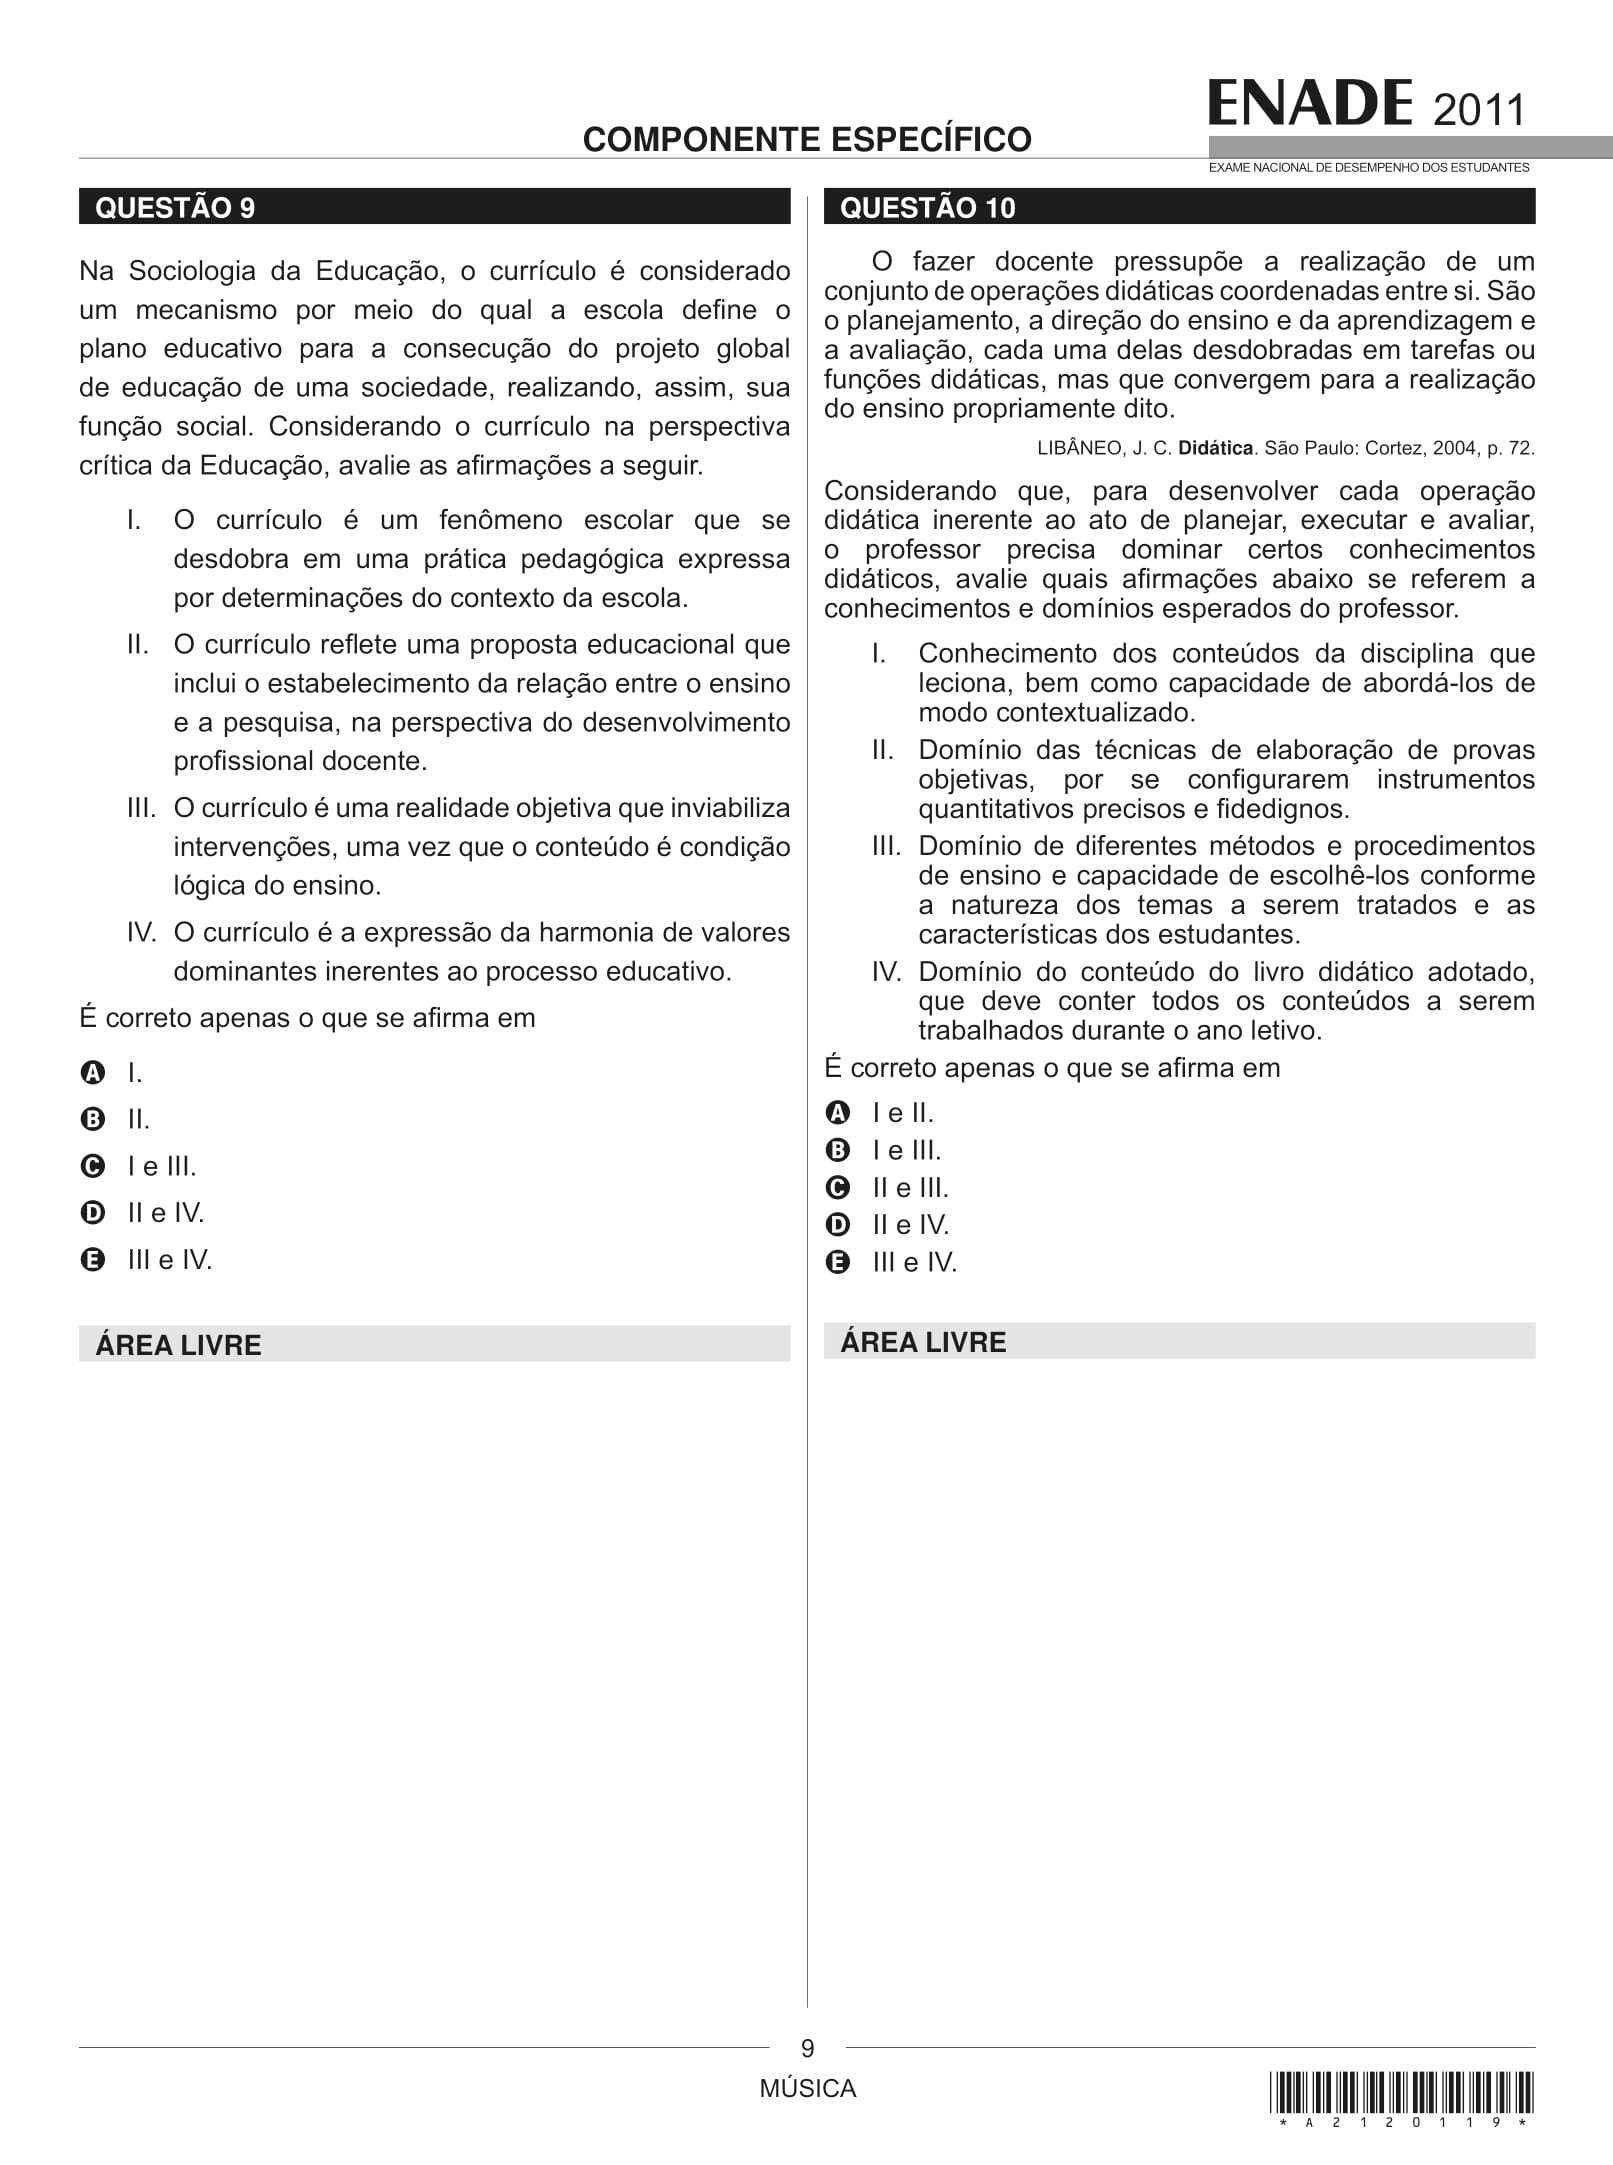 ENADE 2011
COMPONENTE ESPECÍFICO
EXAME NACIONAL DE DESEMPENHO DOS ESTUDANTES
QUESTÃO 9
Na Sociologia da Educação, o currículo é considerado
um mecanismo por meio do qual a escola define o
plano educativo para a consecução do projeto global
de educação de uma sociedade, realizando, assim, sua
função social. Considerando o currículo na perspectiva
crítica da Educação, avalie as afirmações a seguir.
I. O currículo é um fenômeno escolar que se
desdobra em uma prática pedagógica expressa
por determinações do contexto da escola.
II. O currículo reflete uma proposta educacional que
inclui o estabelecimento da relação entre o ensino
e a pesquisa, na perspectiva do desenvolvimento
profissional docente.
III. O currículo é uma realidade objetiva que inviabiliza
intervenções, uma vez que o conteúdo é condição
lógica do ensino.
IV. O currículo é a expressão da harmonia de valores
dominantes inerentes ao processo educativo.
É correto apenas o que se afirma em
A I.
B II.
C I e III.
D II e IV.
E III e IV.
ÁREA LIVRE
QUESTÃO 10
O fazer docente pressupõe a realização de um
conjunto de operações didáticas coordenadas entre si. São
o planejamento, a direção do ensino e da aprendizagem e
a avaliação, cada uma delas desdobradas em tarefas ou
funções didáticas, mas que convergem para a realização
do ensino propriamente dito.
LIBÂNEO, J. C. Didática. São Paulo: Cortez, 2004, p. 72.
Considerando que, para desenvolver cada operação
didática inerente ao ato de planejar, executar e avaliar,
o professor precisa dominar certos conhecimentos
didáticos, avalie quais afirmações abaixo se referem a
conhecimentos e domínios esperados do professor.
I. Conhecimento dos conteúdos da disciplina que
leciona, bem como capacidade de abordá-los de
modo contextualizado.
II. Domínio das técnicas de elaboração de provas
objetivas, por se configurarem instrumentos
quantitativos precisos e fidedignos.
III. Domínio de diferentes métodos e procedimentos
de ensino e capacidade de escolhê-los conforme
a natureza dos temas a serem tratados e as
características dos estudantes.
IV. Domínio do conteúdo do livro didático adotado,
que deve conter todos os conteúdos a serem
trabalhados durante o ano letivo.
É correto apenas o que se afirma em
A I e II.
B I e III.
C II e III.
D II e IV.
E III e IV.
ÁREA LIVRE
9
MÚSICA
* A 2 1 2 0 1 1 9 *